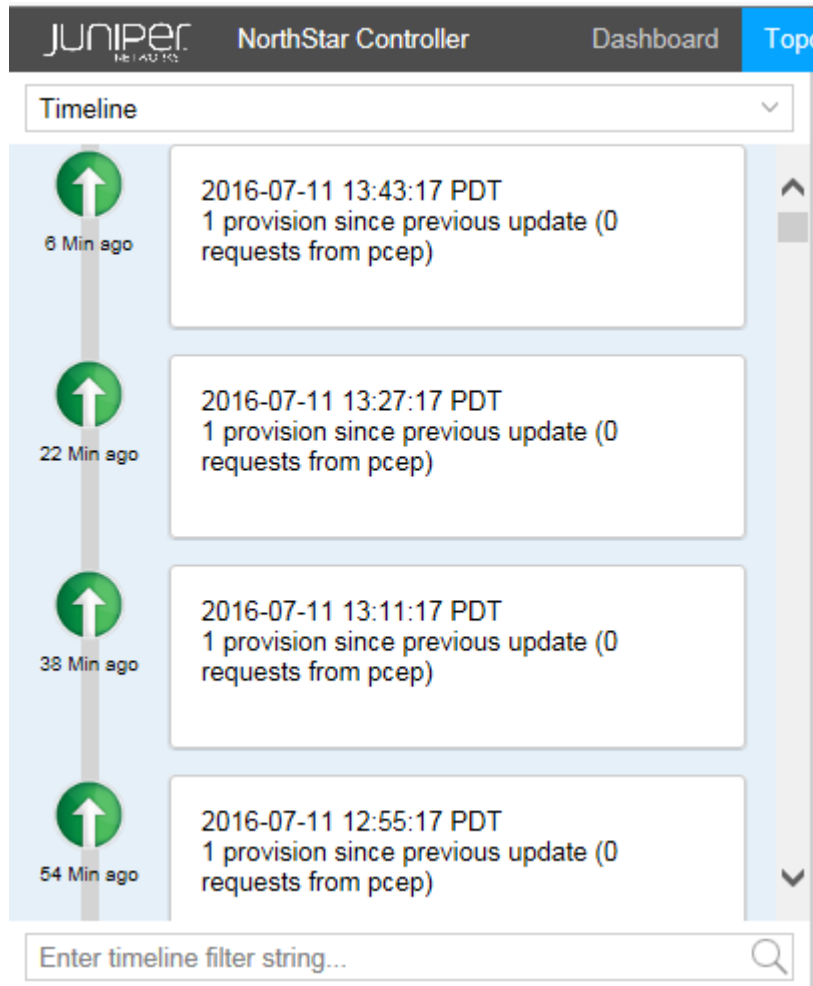 JUNIPER NorthStar Controller Dashboard Topo
NETWORKS
Timeline
6 Min ago
2016-07-11 13:43:17 PDT
1 provision since previous update (0
requests from pcep)
22 Min ago
2016-07-11 13:27:17 PDT
1 provision since previous update (0
requests from pcep)
38 Min ago
2016-07-11 13:11:17 PDT
1 provision since previous update (0
requests from pcep)
54 Min ago
2016-07-11 12:55:17 PDT
1 provision since previous update (0
requests from pcep)
Enter timeline filter string...